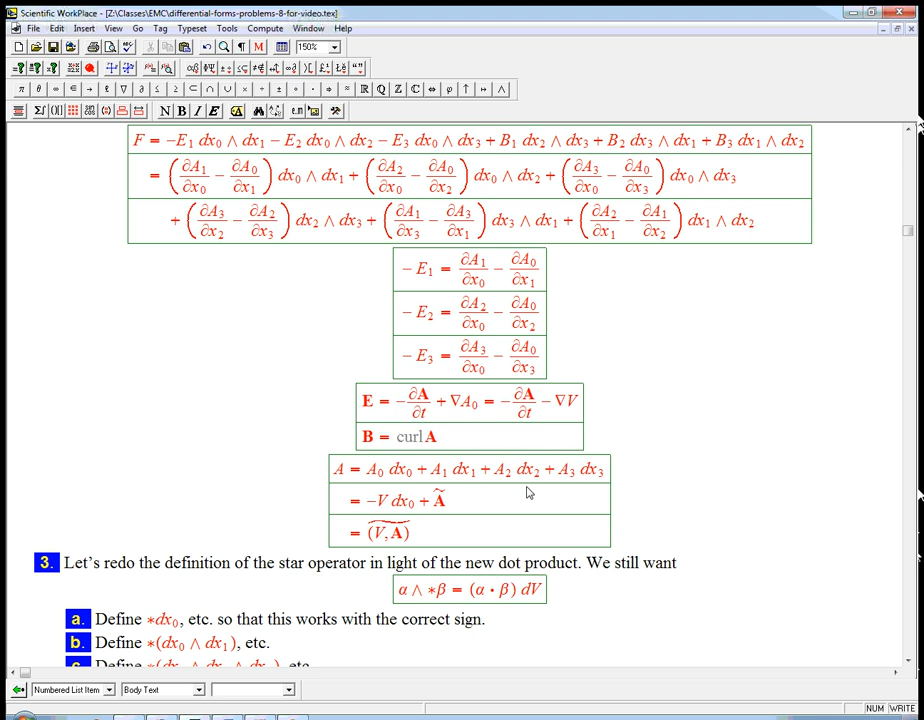 Scientific WorkPlace - [Z:\Classes\EMC\differential-forms-problems-8-for-video.tex]
File Edit Insert View Go Tag Typeset Tools Compute Window Help
150%
N B I E
F = −E₁ dx₀ ∧ dx₁ − E₂ dx₀ ∧ dx₂ − E₃ dx₀ ∧ dx₃ + B₁ dx₂ ∧ dx₃ + B₂ dx₃ ∧ dx₁ + B₃ dx₁ ∧ dx₂
= (∂A₁/∂x₀ − ∂A₀/∂x₁) dx₀ ∧ dx₁ + (∂A₂/∂x₀ − ∂A₀/∂x₂) dx₀ ∧ dx₂ + (∂A₃/∂x₀ − ∂A₀/∂x₃) dx₀ ∧ dx₃
+ (∂A₃/∂x₂ − ∂A₂/∂x₃) dx₂ ∧ dx₃ + (∂A₁/∂x₃ − ∂A₃/∂x₁) dx₃ ∧ dx₁ + (∂A₂/∂x₁ − ∂A₁/∂x₂) dx₁ ∧ dx₂
−E₁ = ∂A₁/∂x₀ − ∂A₀/∂x₁
−E₂ = ∂A₂/∂x₀ − ∂A₀/∂x₂
−E₃ = ∂A₃/∂x₀ − ∂A₀/∂x₃
E = −∂A/∂t + ∇A₀ = −∂A/∂t − ∇V
B = curl A
A = A₀ dx₀ + A₁ dx₁ + A₂ dx₂ + A₃ dx₃
= −V dx₀ + Ã
= (V, A)~
3. Let's redo the definition of the star operator in light of the new dot product. We still want
α ∧ *β = (α • β) dV
a. Define *dx₀, etc. so that this works with the correct sign.
b. Define *(dx₀ ∧ dx₁), etc.
Numbered List Item Body Text
NUM WRITE